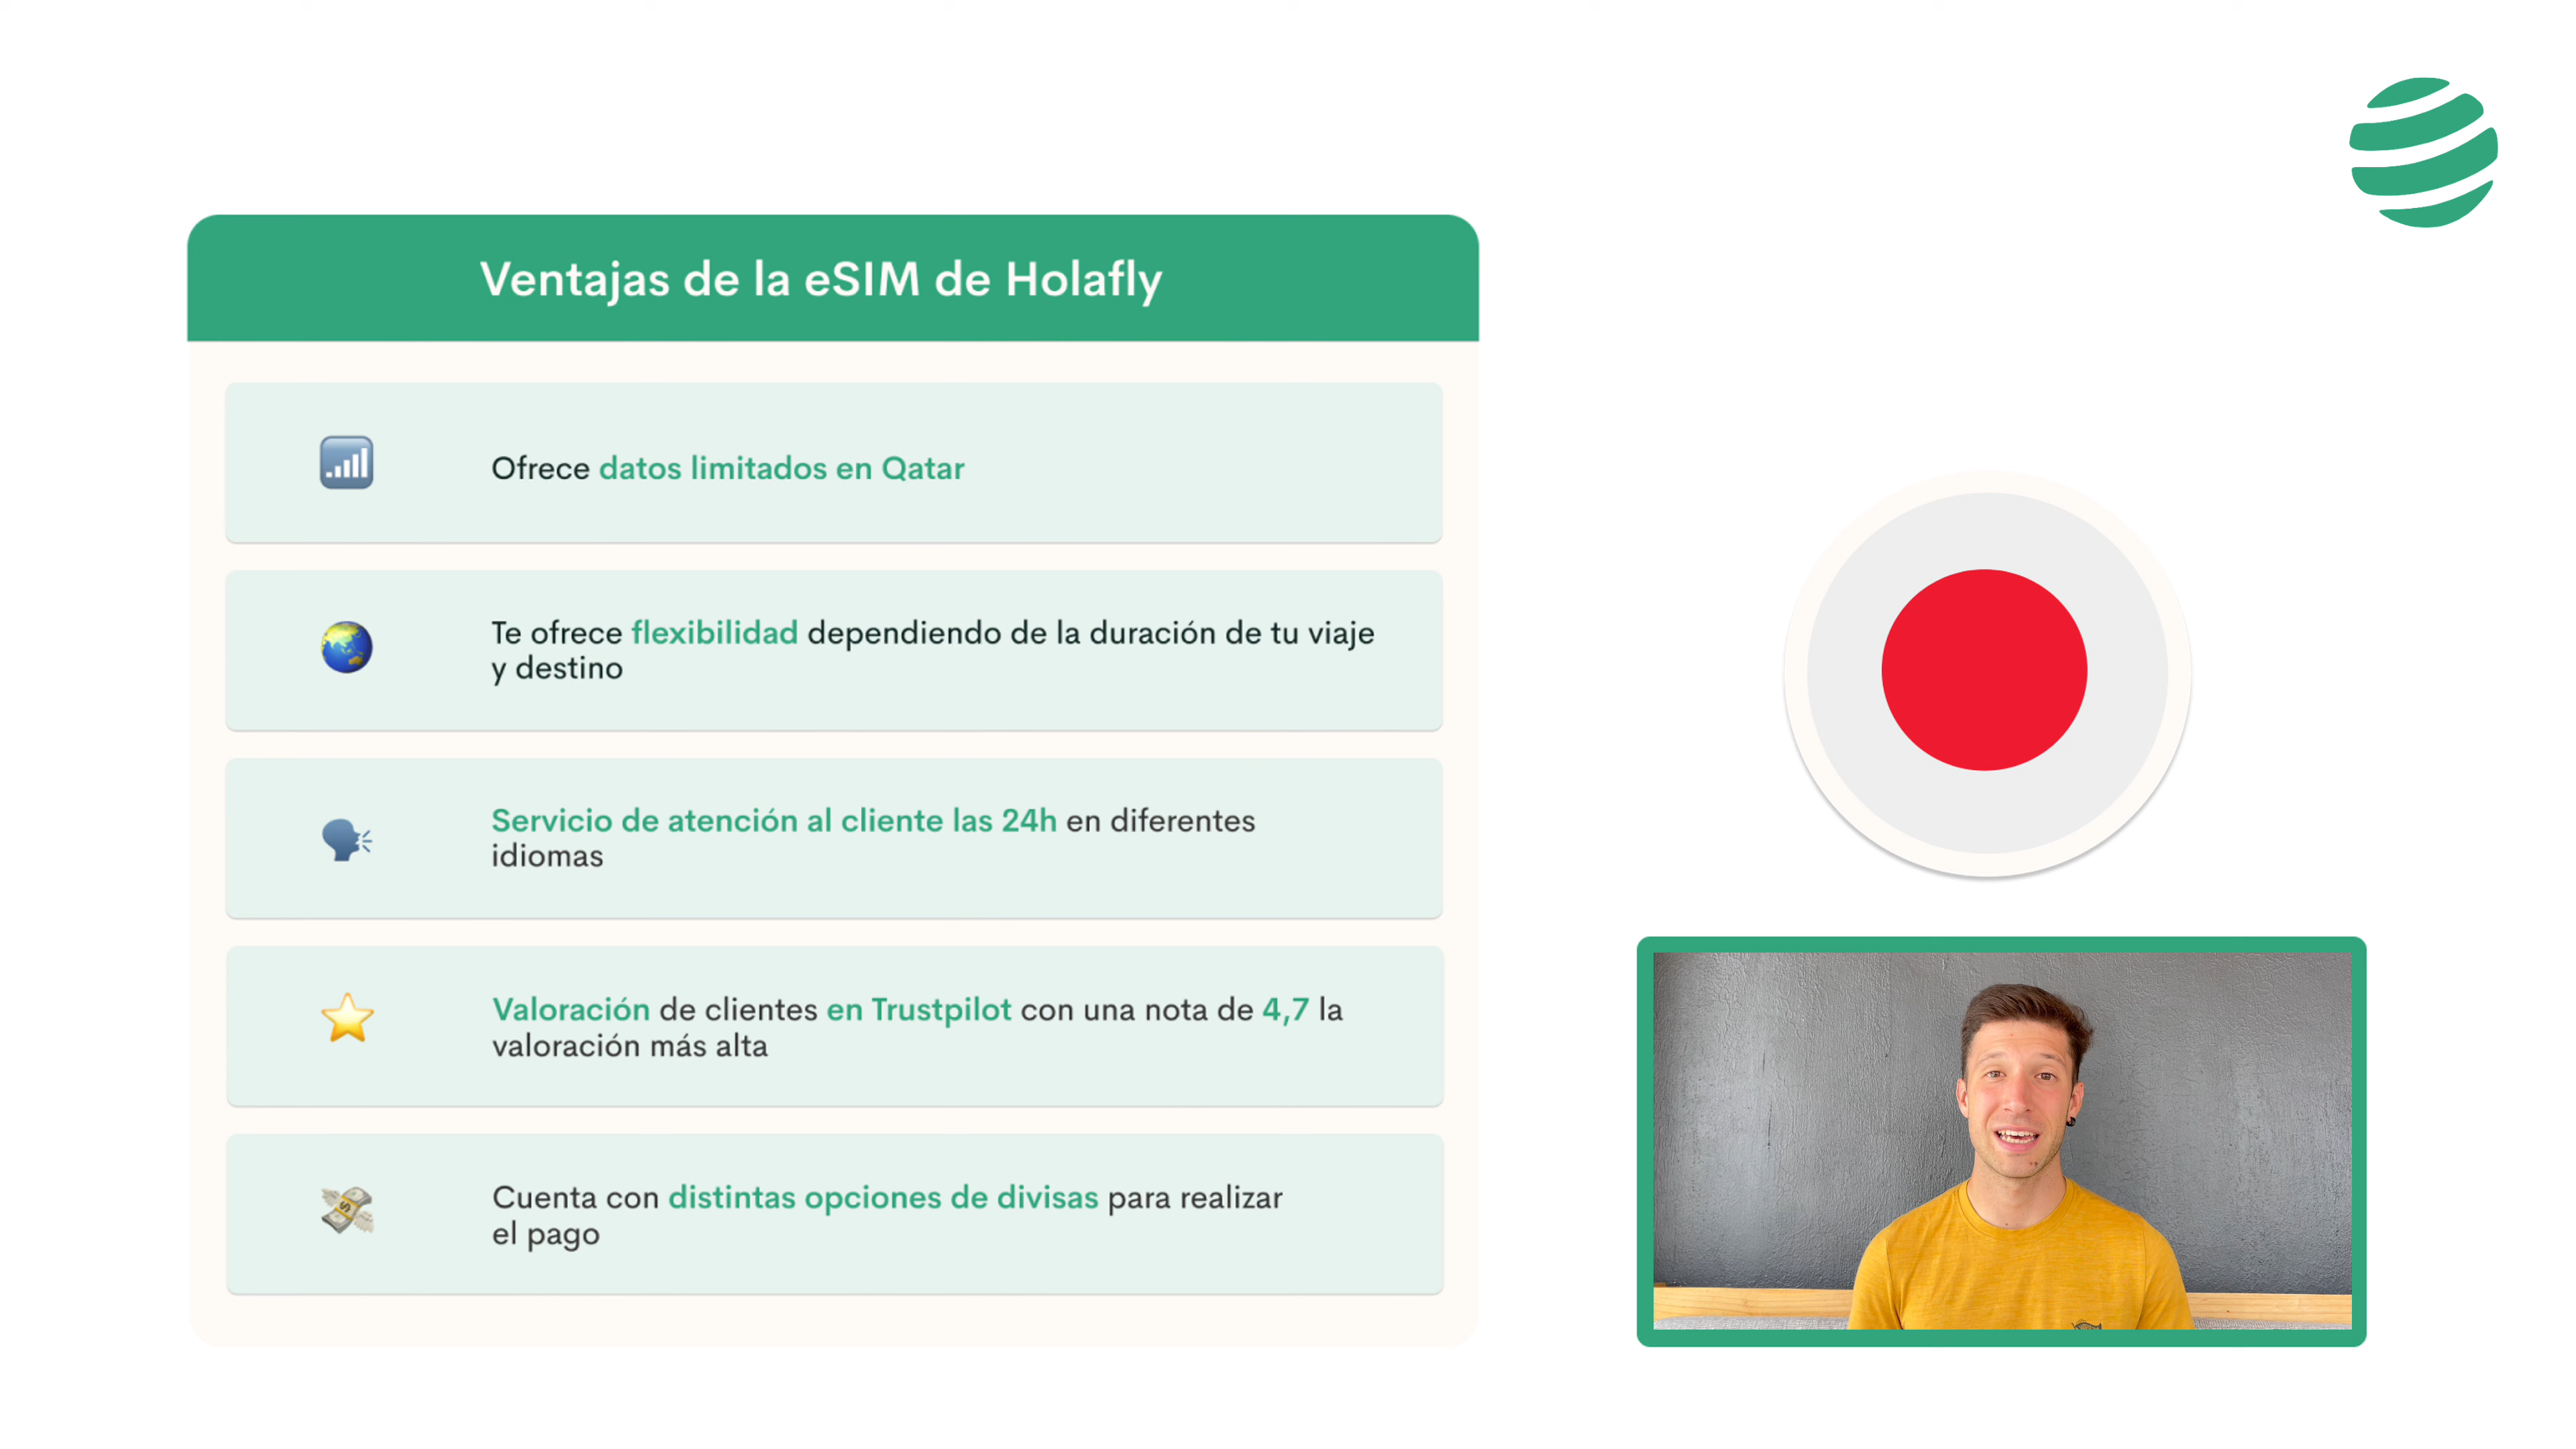 Ventajas de la eSIM de Holafly
Ofrece datos limitados en Qatar
Te ofrece flexibilidad dependiendo de la duración de tu viaje
y destino
Servicio de atención al cliente las 24h en diferentes
idiomas
Valoración de clientes en Trustpilot con una nota de 4,7 la
valoración más alta
Cuenta con distintas opciones de divisas para realizar
el pago